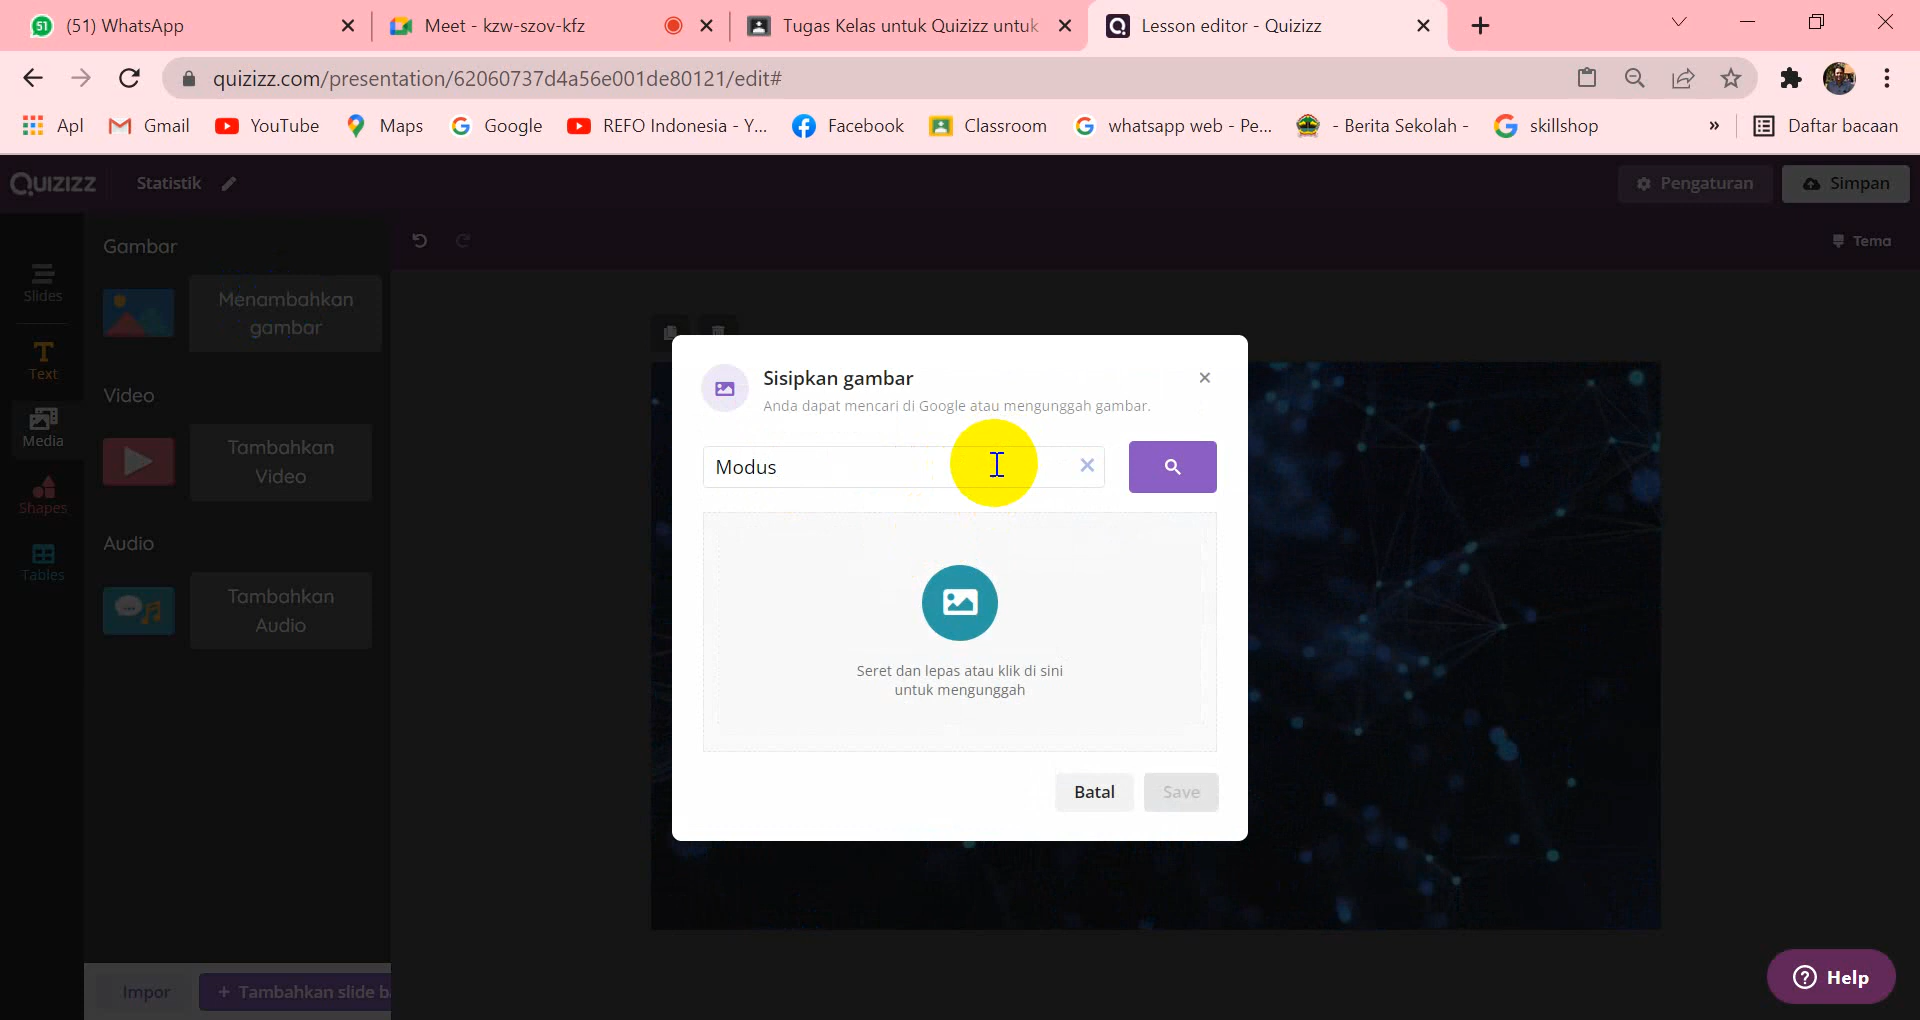 51 (51) WhatsApp
Meet - kzw-szov-kfz
Tugas Kelas untuk Quizizz untuk
Lesson editor - Quizizz
quizizz.com/presentation/62060737d4a56e001de80121/edit#
Apl
Gmail
YouTube
Maps
Google
REFO Indonesia - Y...
Facebook
Classroom
whatsapp web - Pe...
- Berita Sekolah -
skillshop
»
Daftar bacaan
QUIZIZZ
Statistik
Pengaturan
Simpan
Gambar
Tema
Slides
Menambahkan
gambar
Text
Video
Media
Tambahkan
Video
Shapes
Audio
Tables
Tambahkan
Audio
Sisipkan gambar
Anda dapat mencari di Google atau mengunggah gambar.
Modus
Seret dan lepas atau klik di sini
untuk mengunggah
Batal
Save
Impor
+ Tambahkan slide ba
Help